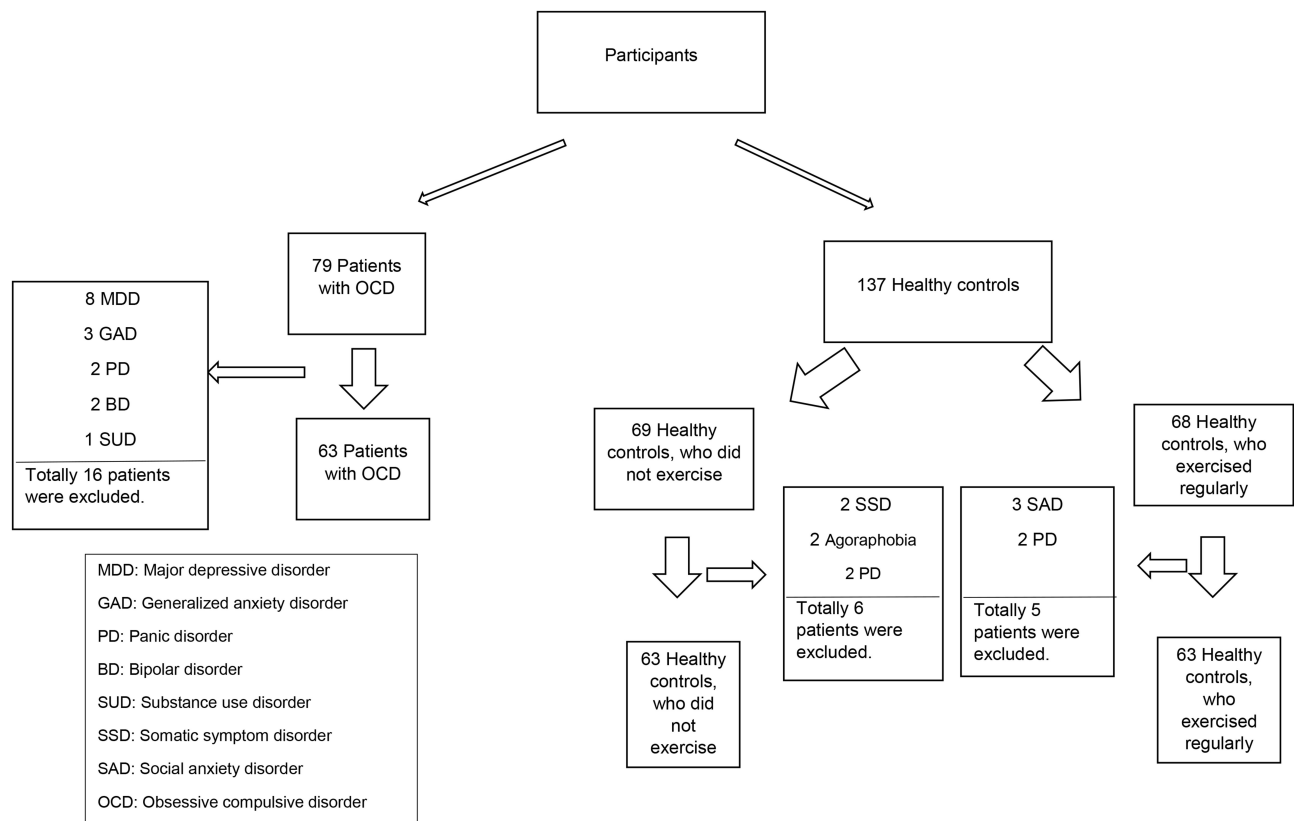 Participants
79 Patients
with OCD
137 Healthy controls
8 MDD
3 GAD
2 PD
2 BD
1 SUD
Totally 16 patients
were excluded.
63 Patients
with OCD
69 Healthy
controls, who did
not exercise
68 Healthy
controls, who
exercised
regularly
2 SSD
2 Agoraphobia
2 PD
Totally 6
patients were
excluded.
3 SAD
2 PD
Totally 5
patients were
excluded.
63 Healthy
controls,
who did
not
exercise
63 Healthy
controls,
who
exercised
regularly
MDD: Major depressive disorder
GAD: Generalized anxiety disorder
PD: Panic disorder
BD: Bipolar disorder
SUD: Substance use disorder
SSD: Somatic symptom disorder
SAD: Social anxiety disorder
OCD: Obsessive compulsive disorder